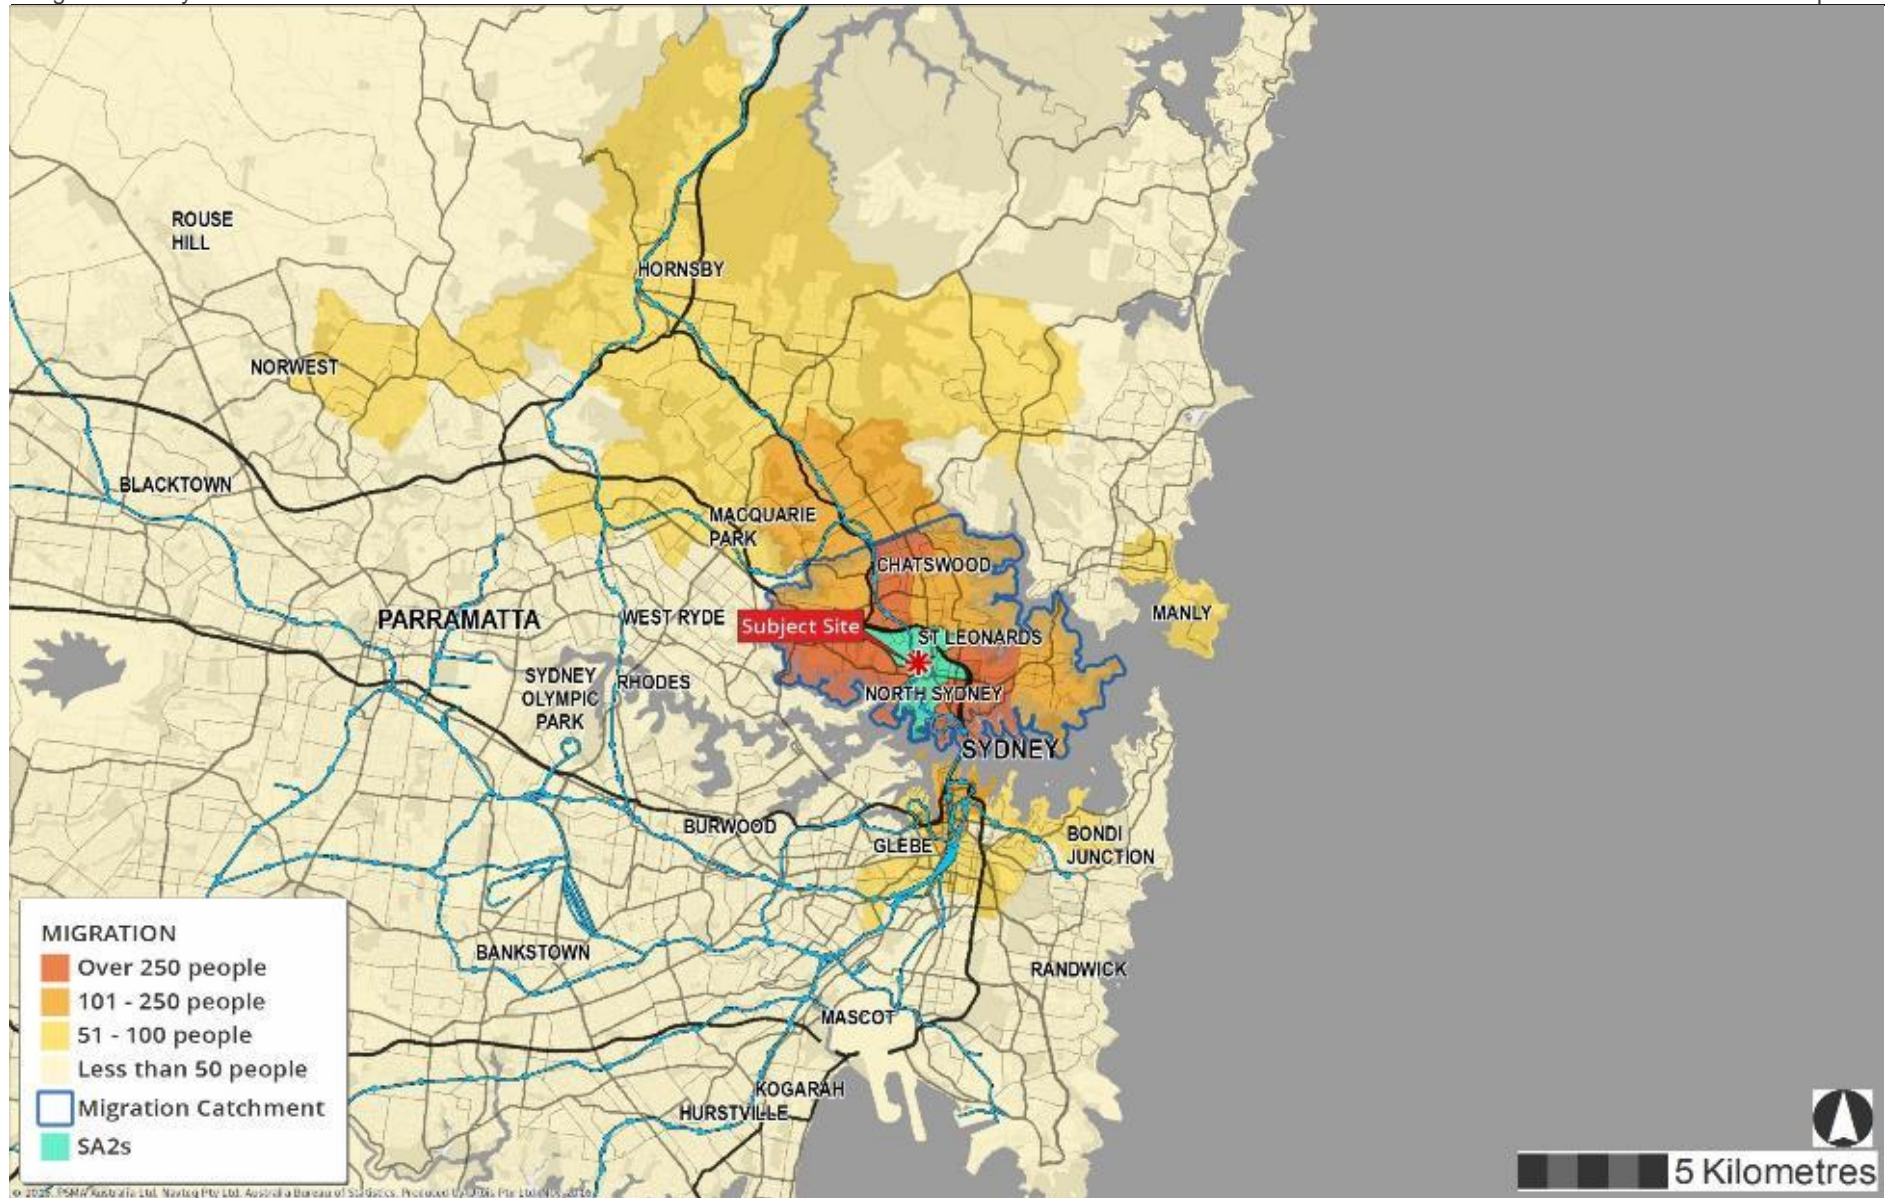 ROUSE
HILL
HORNSBY
NORWEST
BLACKTOWN
MACQUARIE
PARK
CHATSWOOD
PARRAMATTA
WEST RYDE
Subject Site
ST LEONARDS
MANLY
SYDNEY
OLYMPIC
PARK
RHODES
NORTH SYDNEY
SYDNEY
BURWOOD
GLEBE
BONDI
JUNCTION
BANKSTOWN
RANDWICK
MASCOT
KOGARAH
HURSTVILLE
MIGRATION
Over 250 people
101 - 250 people
51 - 100 people
Less than 50 people
Migration Catchment
SA2s
5 Kilometres